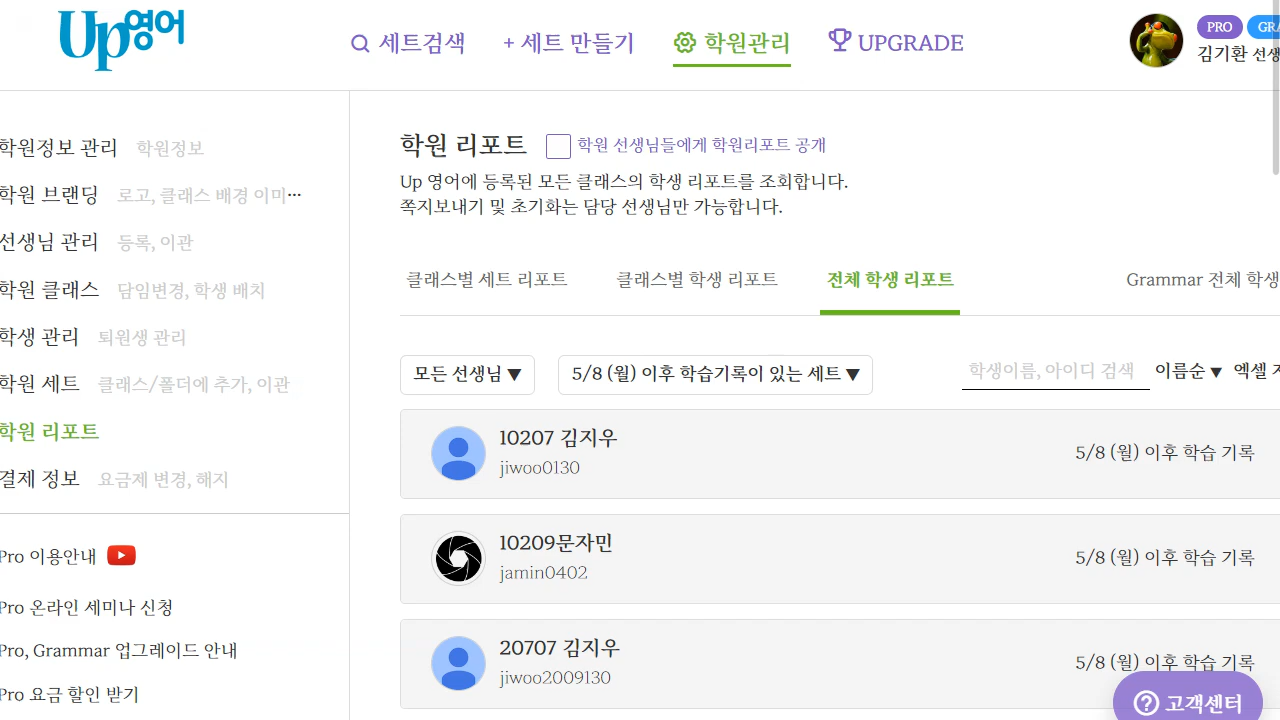 Up영어
세트검색
+ 세트 만들기
학원관리
UPGRADE
PRO
김기환
학원정보 관리 학원정보
학원 브랜딩 로고, 클래스 배경 이미…
선생님 관리 등록, 이관
학원 클래스 담임변경, 학생 배치
학생 관리 퇴원생 관리
학원 세트 클래스/폴더에 추가, 이관
학원 리포트
결제 정보 요금제 변경, 해지
Pro 이용안내
Pro 온라인 세미나 신청
Pro, Grammar 업그레이드 안내
Pro 요금 할인 받기
학원 리포트 학원 선생님들에게 학원리포트 공개
Up 영어에 등록된 모든 클래스의 학생 리포트를 조회합니다.
쪽지보내기 및 초기화는 담당 선생님만 가능합니다.
클래스별 세트 리포트 클래스별 학생 리포트 전체 학생 리포트 Grammar 전체 학생
모든 선생님 ▼ 5/8 (월) 이후 학습기록이 있는 세트 ▼ 학생이름, 아이디 검색 이름순 ▼ 엑셀
10207 김지우
jiwoo0130
5/8 (월) 이후 학습 기록
10209문자민
jamin0402
5/8 (월) 이후 학습 기록
20707 김지우
jiwoo2009130
5/8 (월) 이후 학습 기록
고객센터